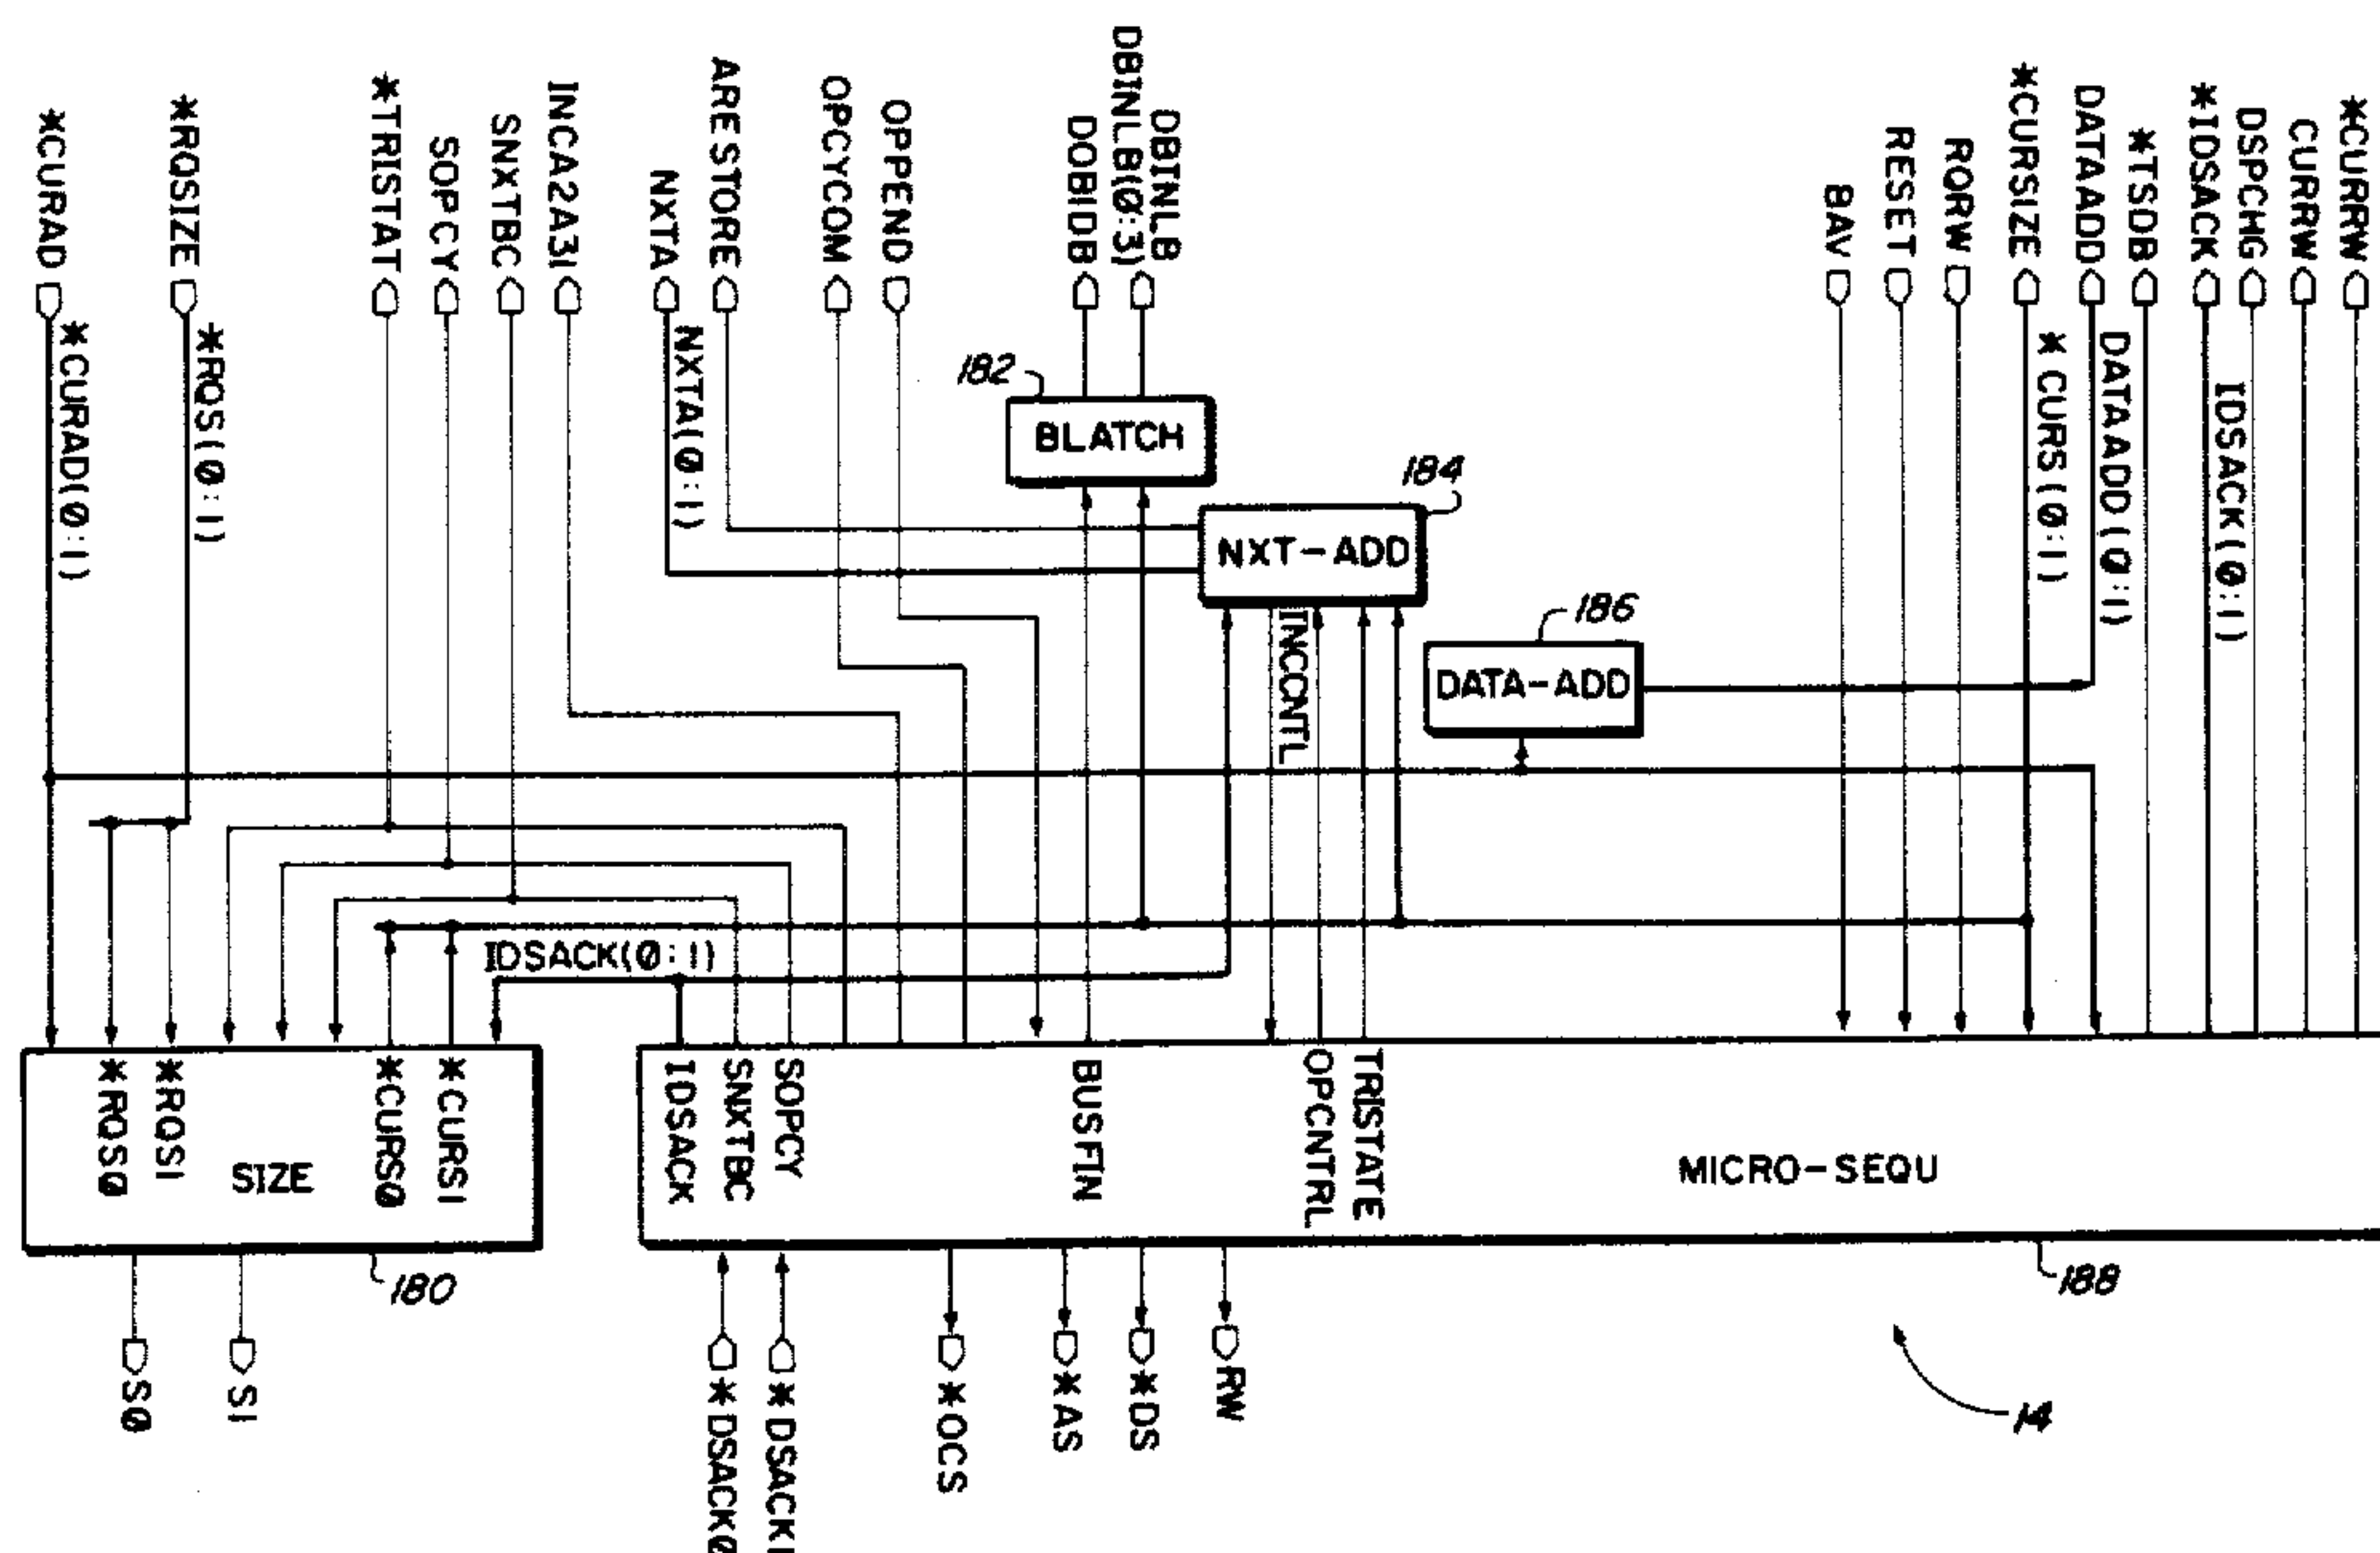 *CURAD
*RQSIZE
*TRISTAT
SOPCY
SNXTBC
INCA2A31
NXTA
ARESTORE
OPCYCOM
OPPEND
DOBIDB
DBINLB(0:3)
DBINLB
BAV
RESET
RQRW
*CURSIZE
DATAADD
*TSDB
*IDSACK
DSPCHG
CURRW
*CURRW
*CURAD(0:1)
*RQS(0:1)
NXTA(0:1)
*CURS(0:1)
DATAADD(0:1)
IDSACK(0:1)
182
BLATCH
184
NXT-ADD
186
DATA-ADD
INCONTL
IDSACK(0:1)
*RQS0
*RQS1
SIZE
*CURS0
*CURS1
IDSACK
SNXTBC
SOPCY
BUSFIN
OPCNTRL
TRISTATE
MICRO-SEQU
180
188
S0
S1
*DSACK0
*DSACK1
*OCS
*AS
*DS
RW
14